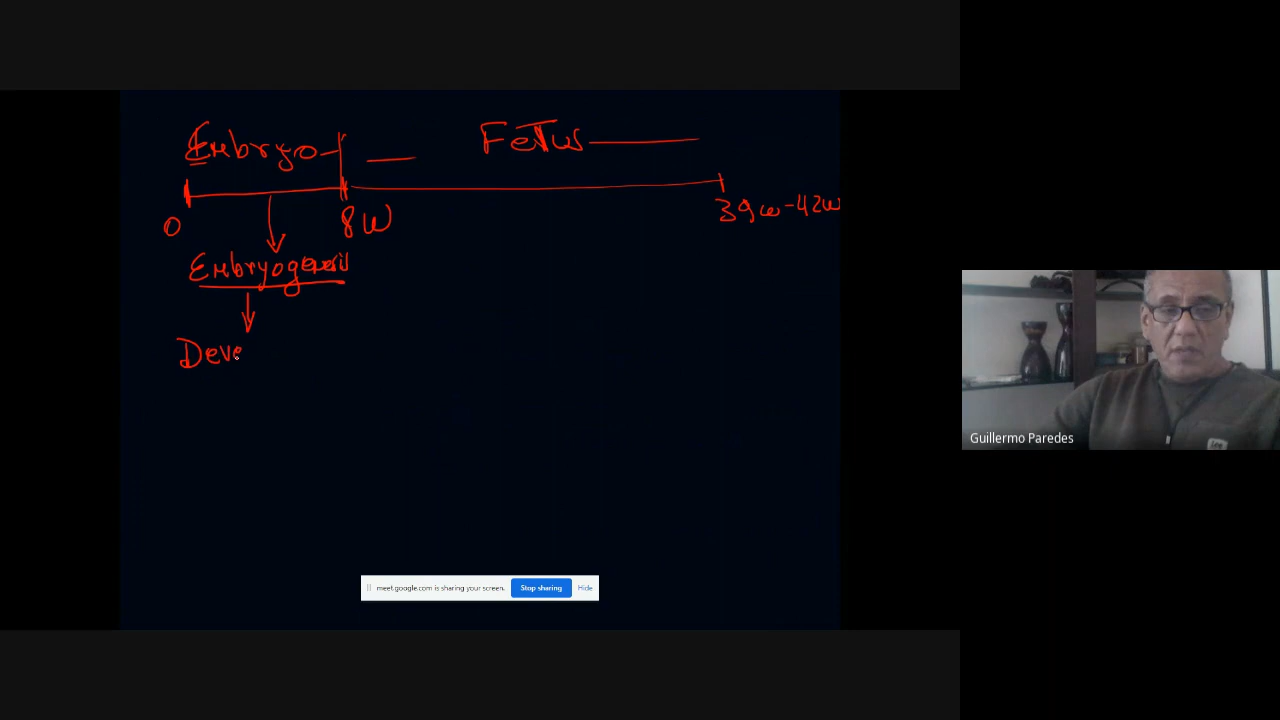 Embryo
Fetus
0
8W
39w-42w
Embryogenesis
Deve
meet.google.com is sharing your screen.
Stop sharing
Hide
Guillermo Paredes